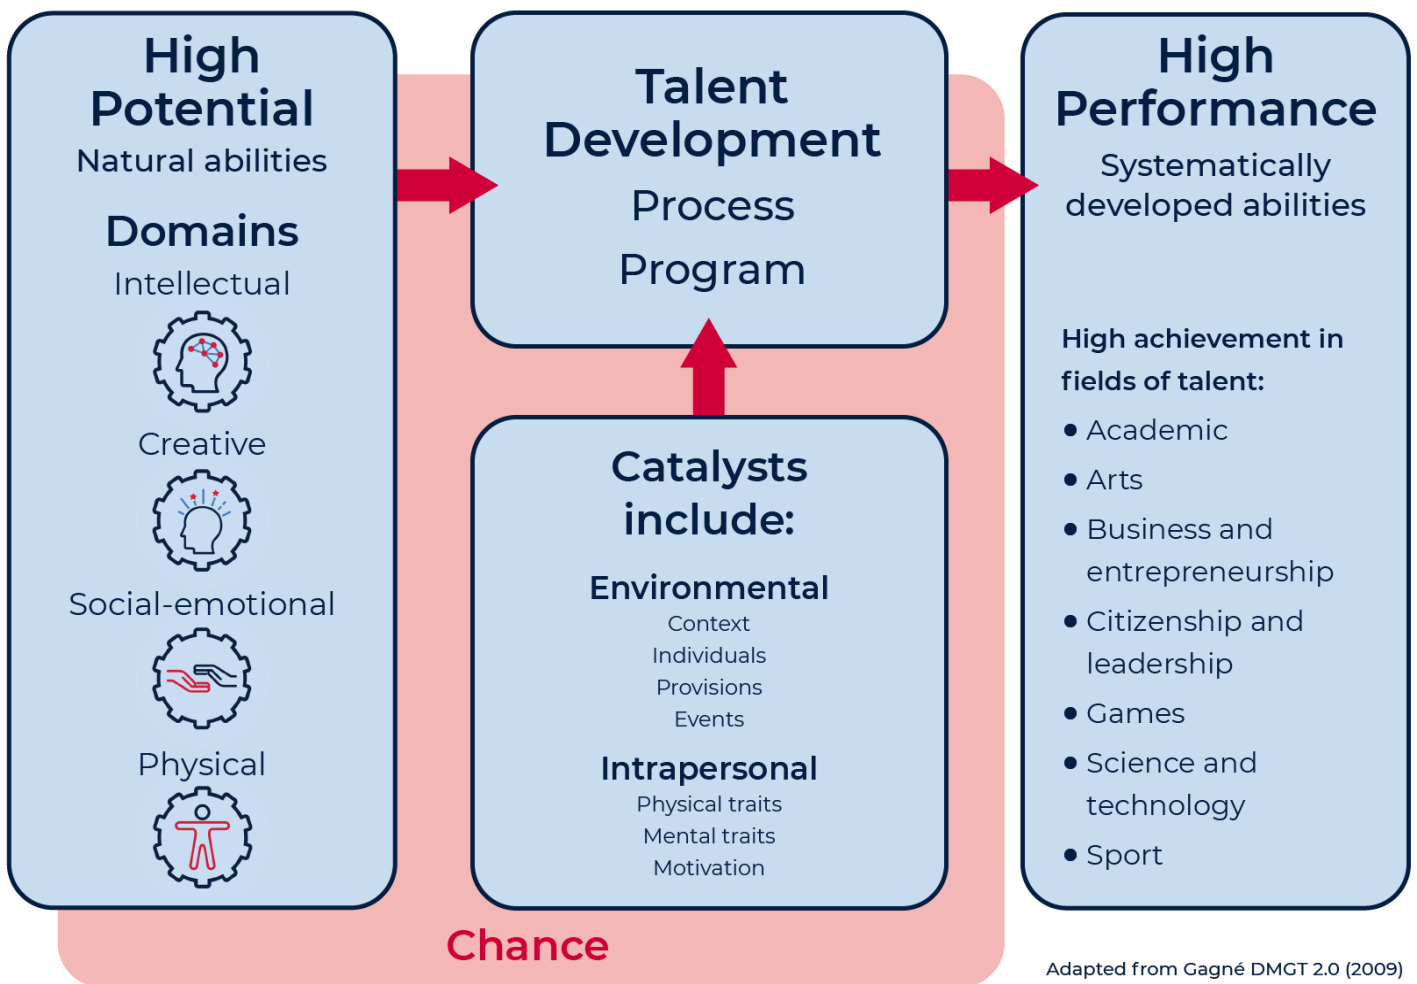 High
Potential
Natural abilities
Domains
Intellectual
Creative
Social-emotional
Physical
Talent
Development
Process
Program
Catalysts
include:
Environmental
Context
Individuals
Provisions
Events
Intrapersonal
Physical traits
Mental traits
Motivation
Chance
High
Performance
Systematically
developed abilities
High achievement in
fields of talent:
• Academic
• Arts
• Business and
entrepreneurship
• Citizenship and
leadership
• Games
• Science and
technology
• Sport
Adapted from Gagné DMGT 2.0 (2009)